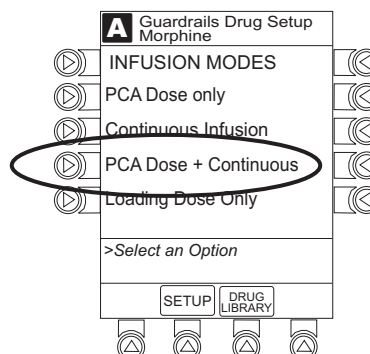 A Guardrails Drug Setup
Morphine
INFUSION MODES
PCA Dose only
Continuous Infusion
PCA Dose + Continuous
Loading Dose Only
>Select an Option
SETUP DRUG
LIBRARY